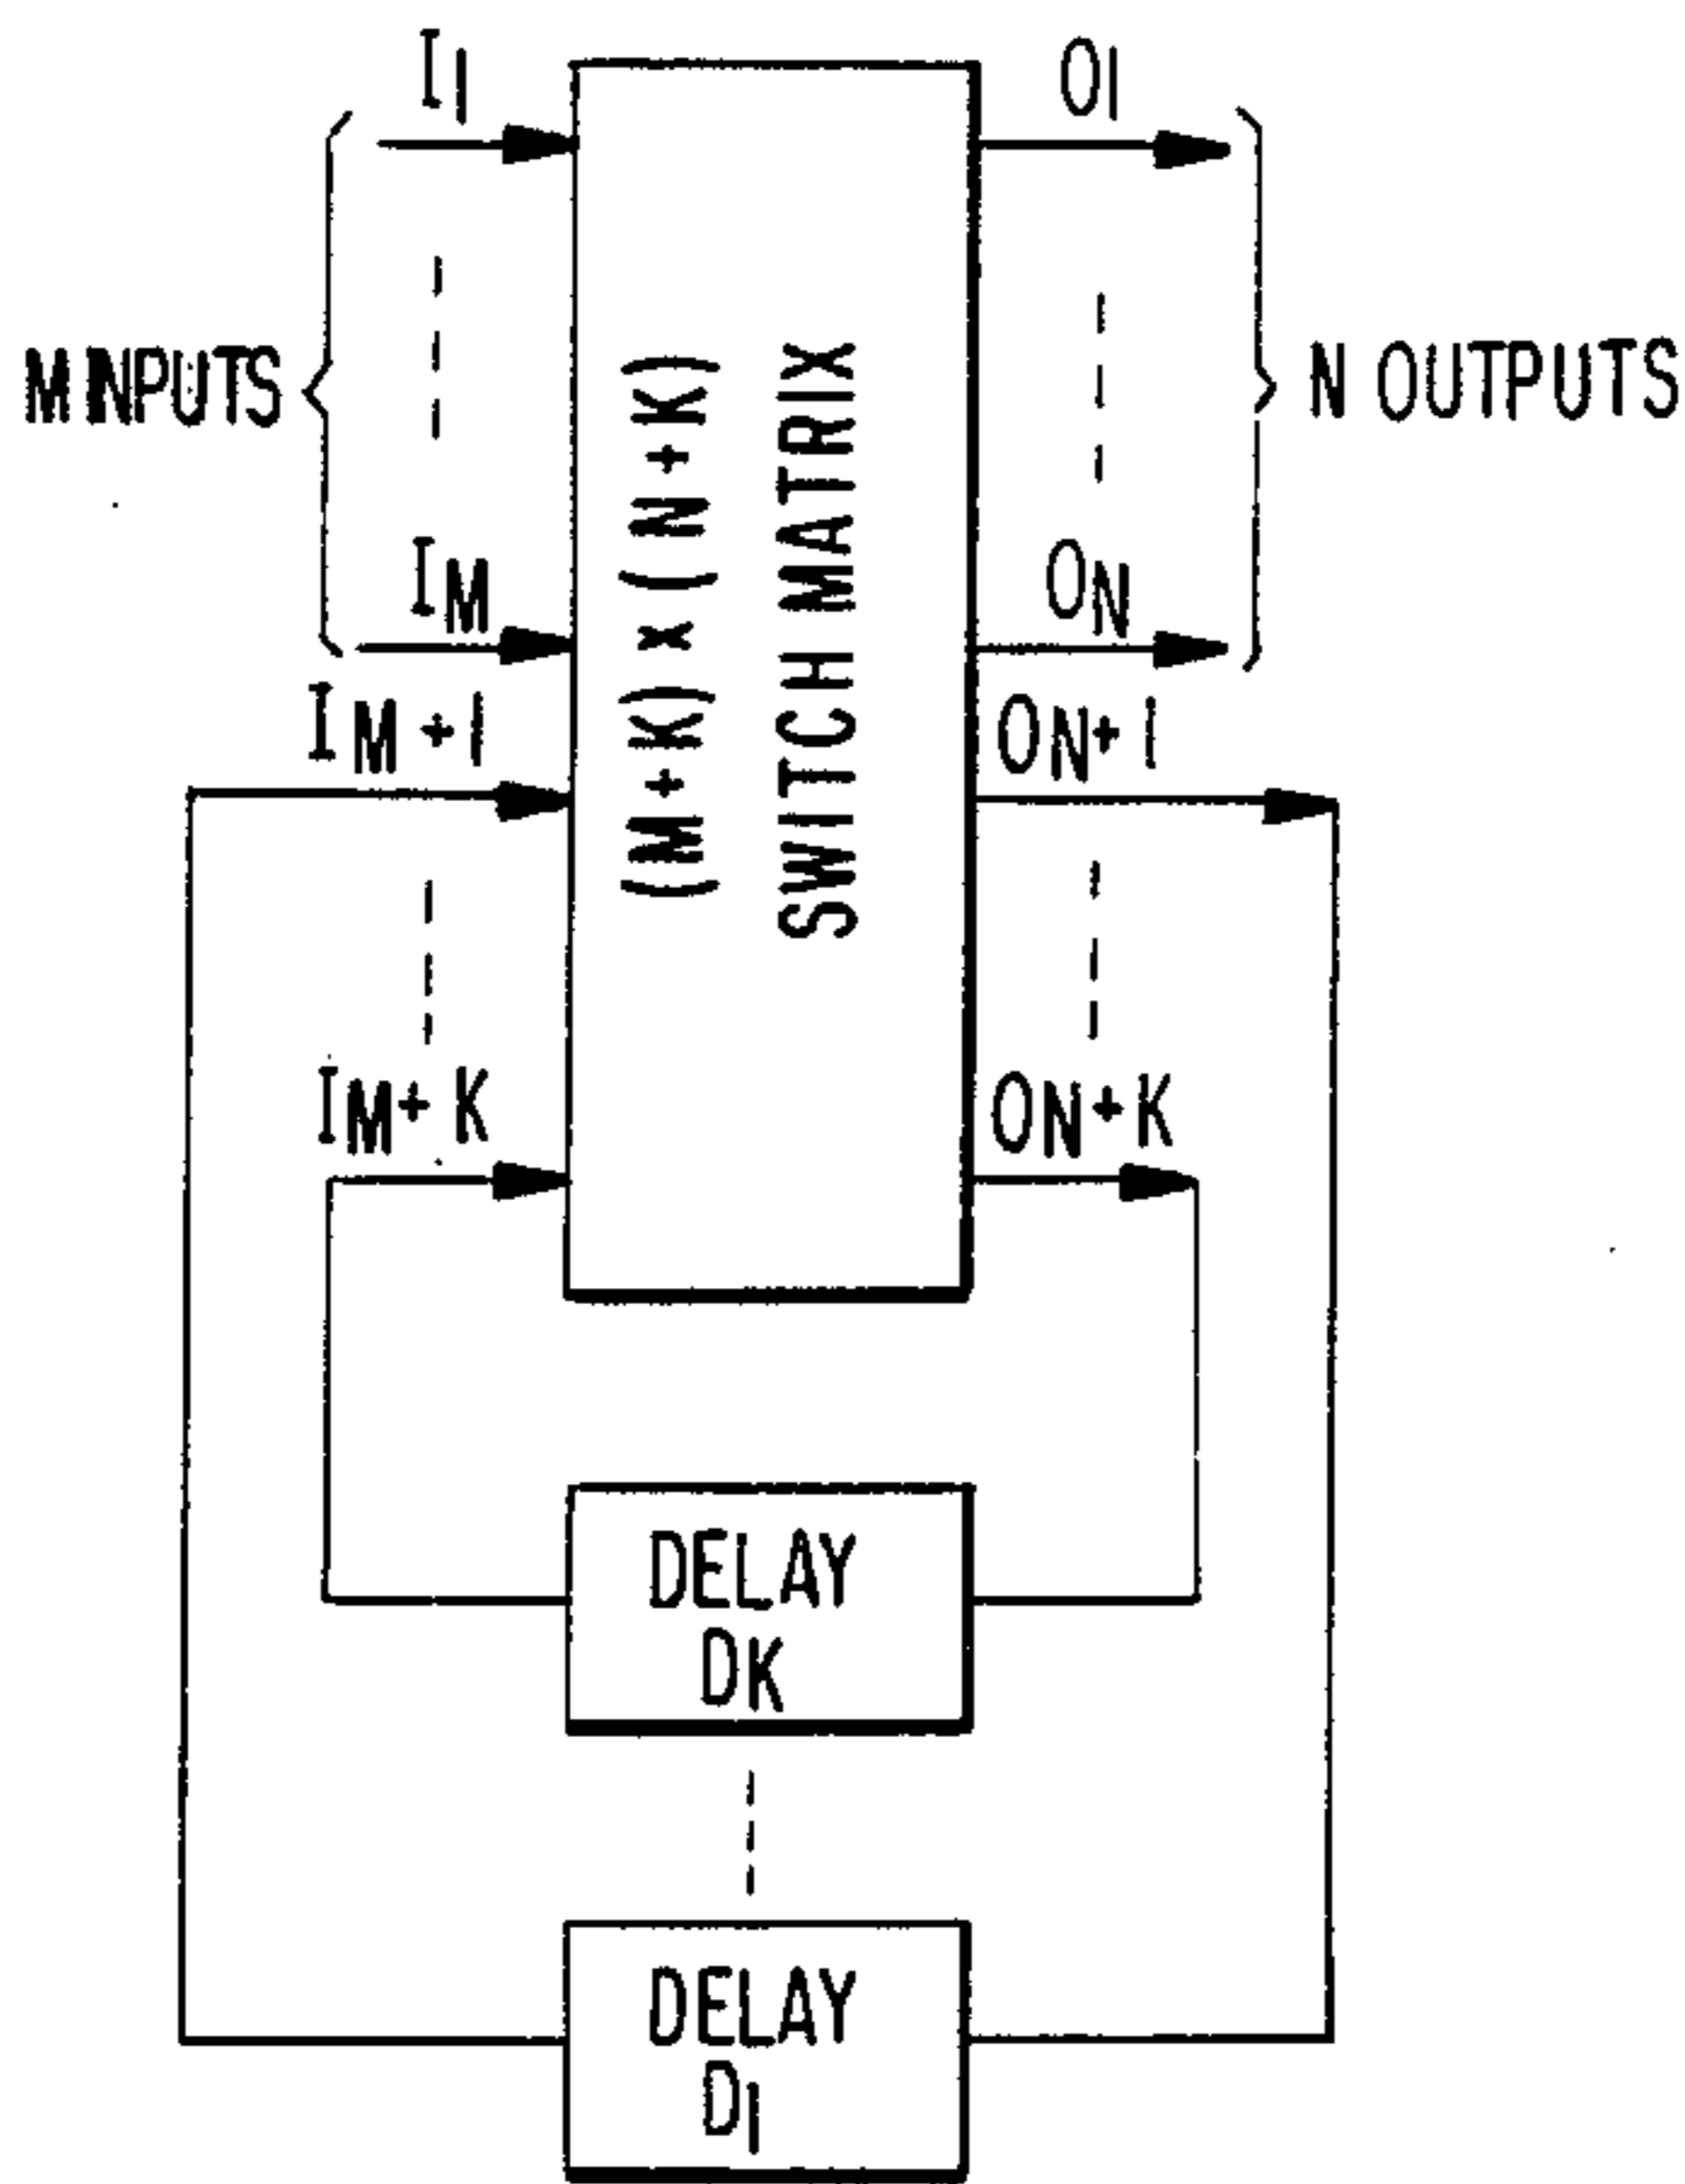 I1
O1
M INPUTS
N OUTPUTS
(M+K) x (N+K)
SWITCH MATRIX
IM
ON
IM+1
ON+1
IM+K
ON+K
DELAY
DK
DELAY
D1